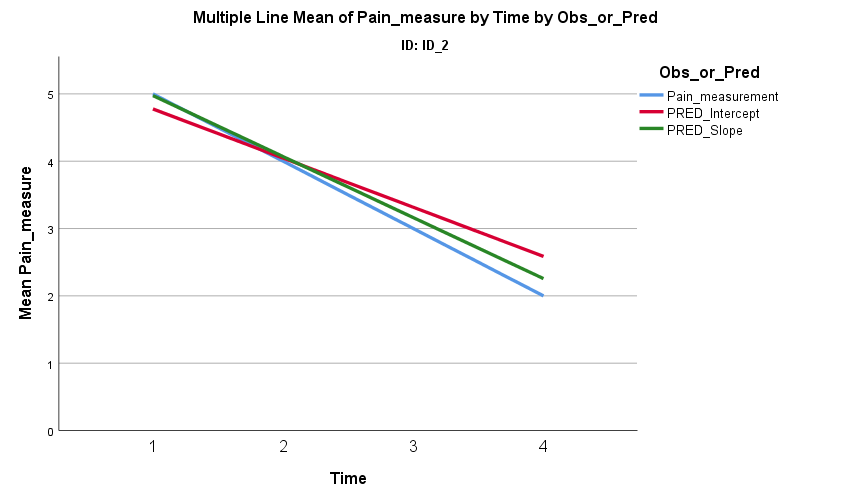 Multiple Line Mean of Pain_measure by Time by Obs_or_Pred
ID: ID_2
Obs_or_Pred
Pain_measurement
PRED_Intercept
PRED_Slope
Mean Pain_measure
5
4
3
2
1
0
1 2 3 4
Time